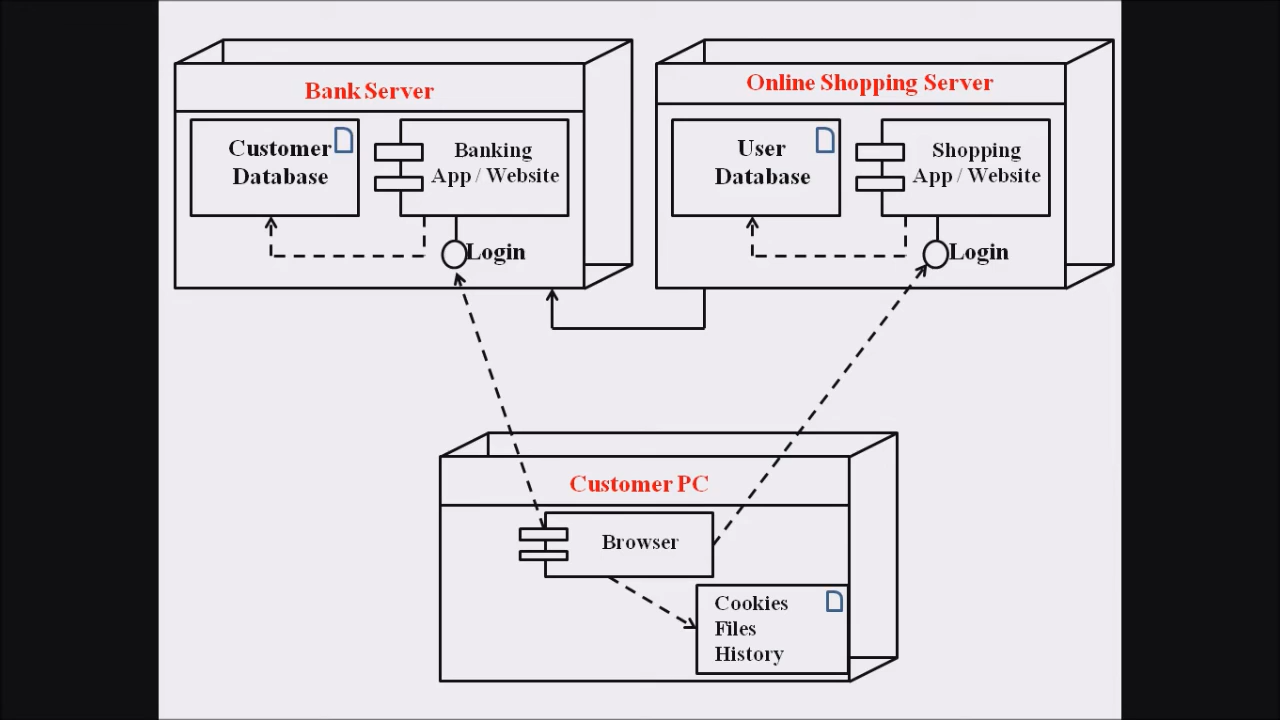 Bank Server
Customer
Database
Banking
App / Website
Login
Online Shopping Server
User
Database
Shopping
App / Website
Login
Customer PC
Browser
Cookies
Files
History